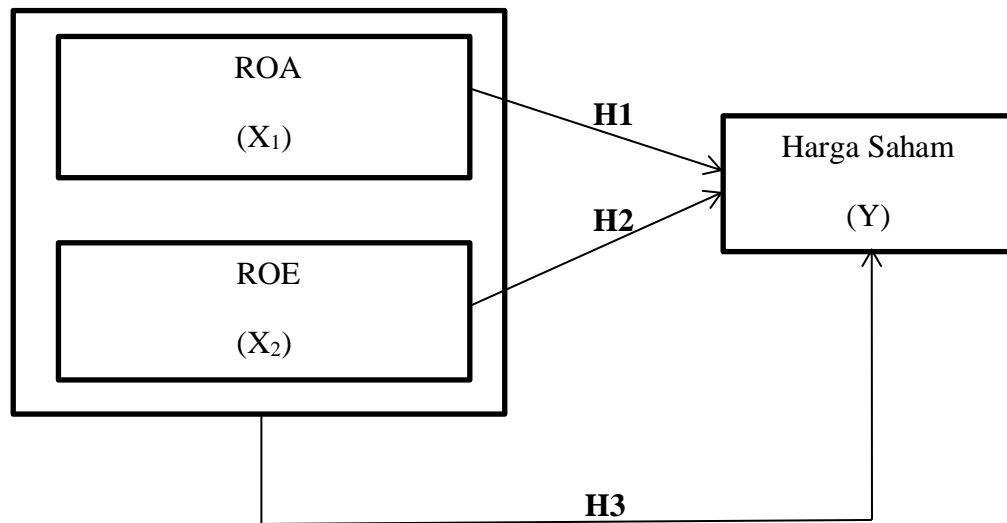 ROA
(X₁)
H1
Harga Saham
(Y)
H2
ROE
(X₂)
H3